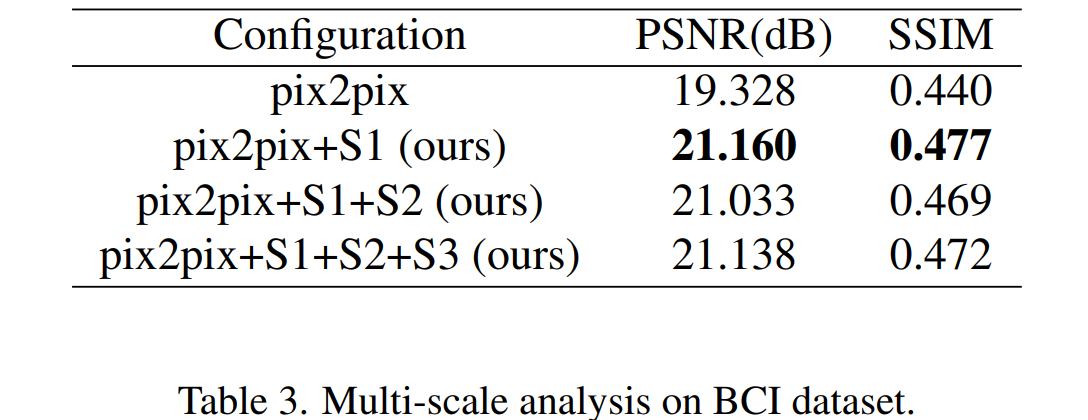 Configuration PSNR(dB) SSIM
pix2pix 19.328 0.440
pix2pix+S1 (ours) 21.160 0.477
pix2pix+S1+S2 (ours) 21.033 0.469
pix2pix+S1+S2+S3 (ours) 21.138 0.472
Table 3. Multi-scale analysis on BCI dataset.